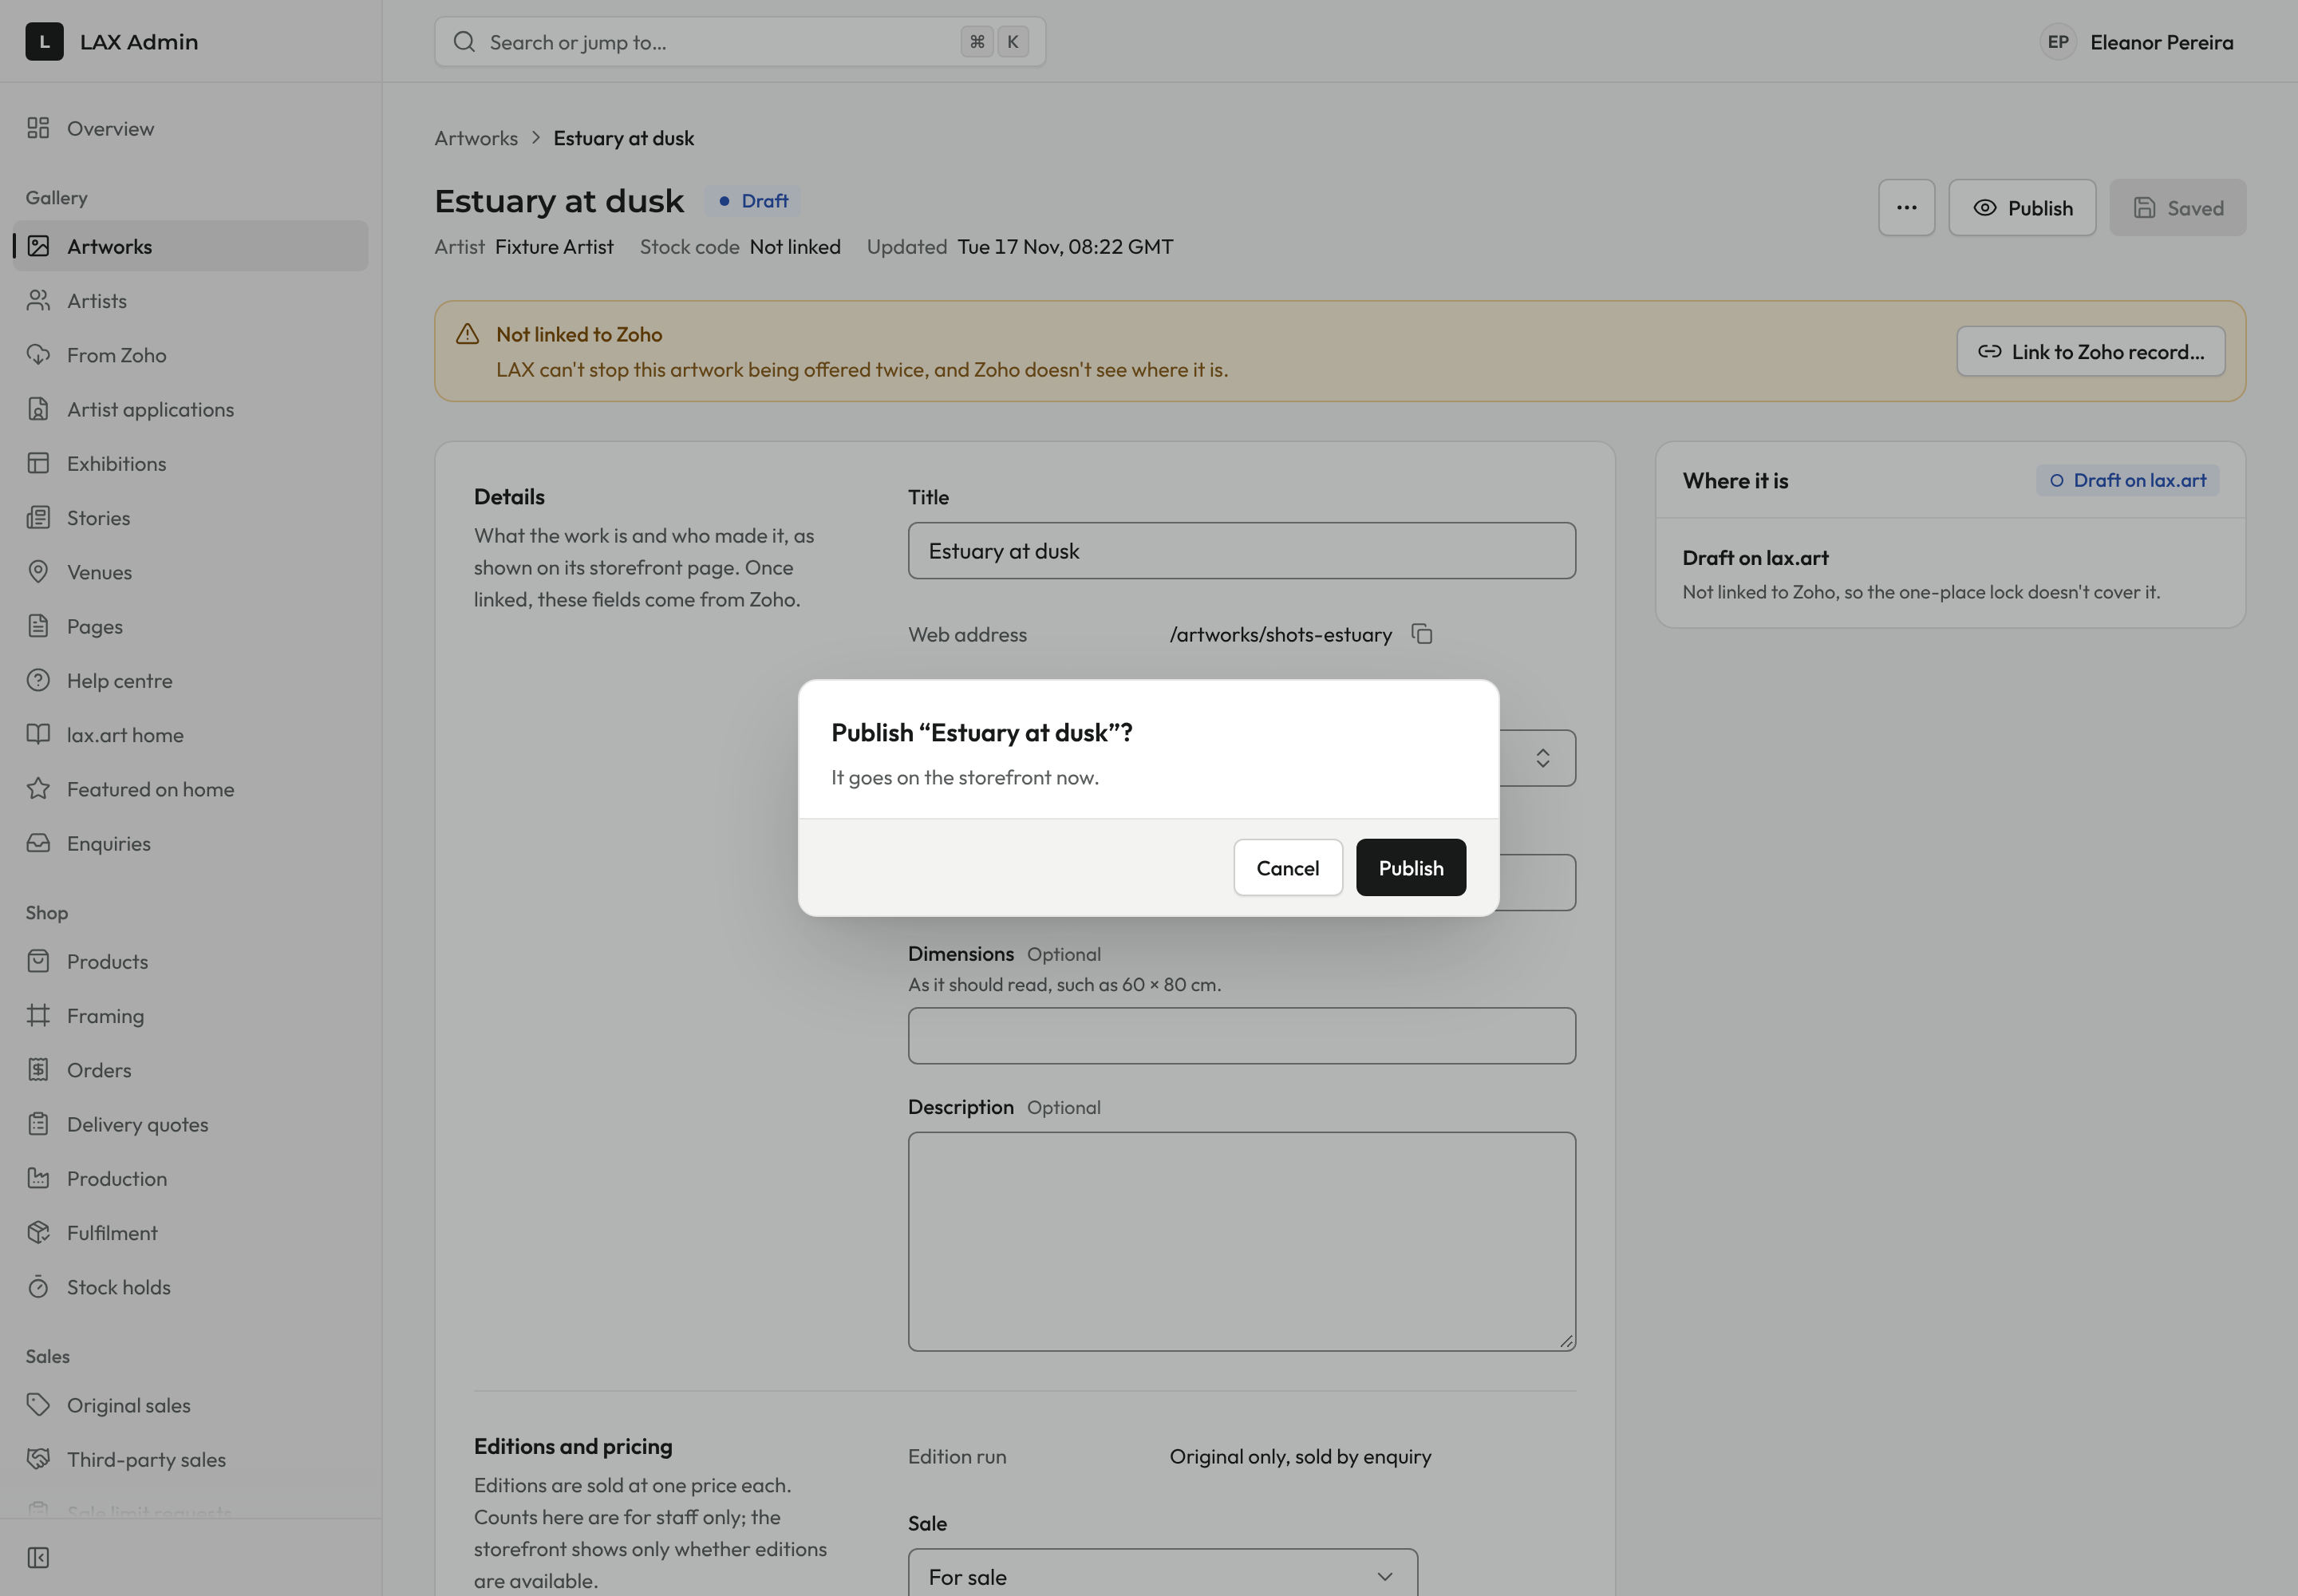 L LAX Admin
Search or jump to... ⌘ K
EP Eleanor Pereira
Overview
Gallery
Artworks
Artists
From Zoho
Artist applications
Exhibitions
Stories
Venues
Pages
Help centre
lax.art home
Featured on home
Enquiries
Shop
Products
Framing
Orders
Delivery quotes
Production
Fulfilment
Stock holds
Sales
Original sales
Third-party sales
Sale limit requests
Artworks > Estuary at dusk
Estuary at dusk Draft
Artist Fixture Artist Stock code Not linked Updated Tue 17 Nov, 08:22 GMT
Publish
Saved
Not linked to Zoho
LAX can't stop this artwork being offered twice, and Zoho doesn't see where it is.
Link to Zoho record...
Details
What the work is and who made it, as
shown on its storefront page. Once
linked, these fields come from Zoho.
Title
Estuary at dusk
Web address /artworks/shots-estuary
Publish “Estuary at dusk”?
It goes on the storefront now.
Cancel
Publish
Dimensions Optional
As it should read, such as 60 × 80 cm.
Description Optional
Editions and pricing
Editions are sold at one price each.
Counts here are for staff only; the
storefront shows only whether editions
are available.
Edition run Original only, sold by enquiry
Sale
For sale
Where it is Draft on lax.art
Draft on lax.art
Not linked to Zoho, so the one-place lock doesn't cover it.